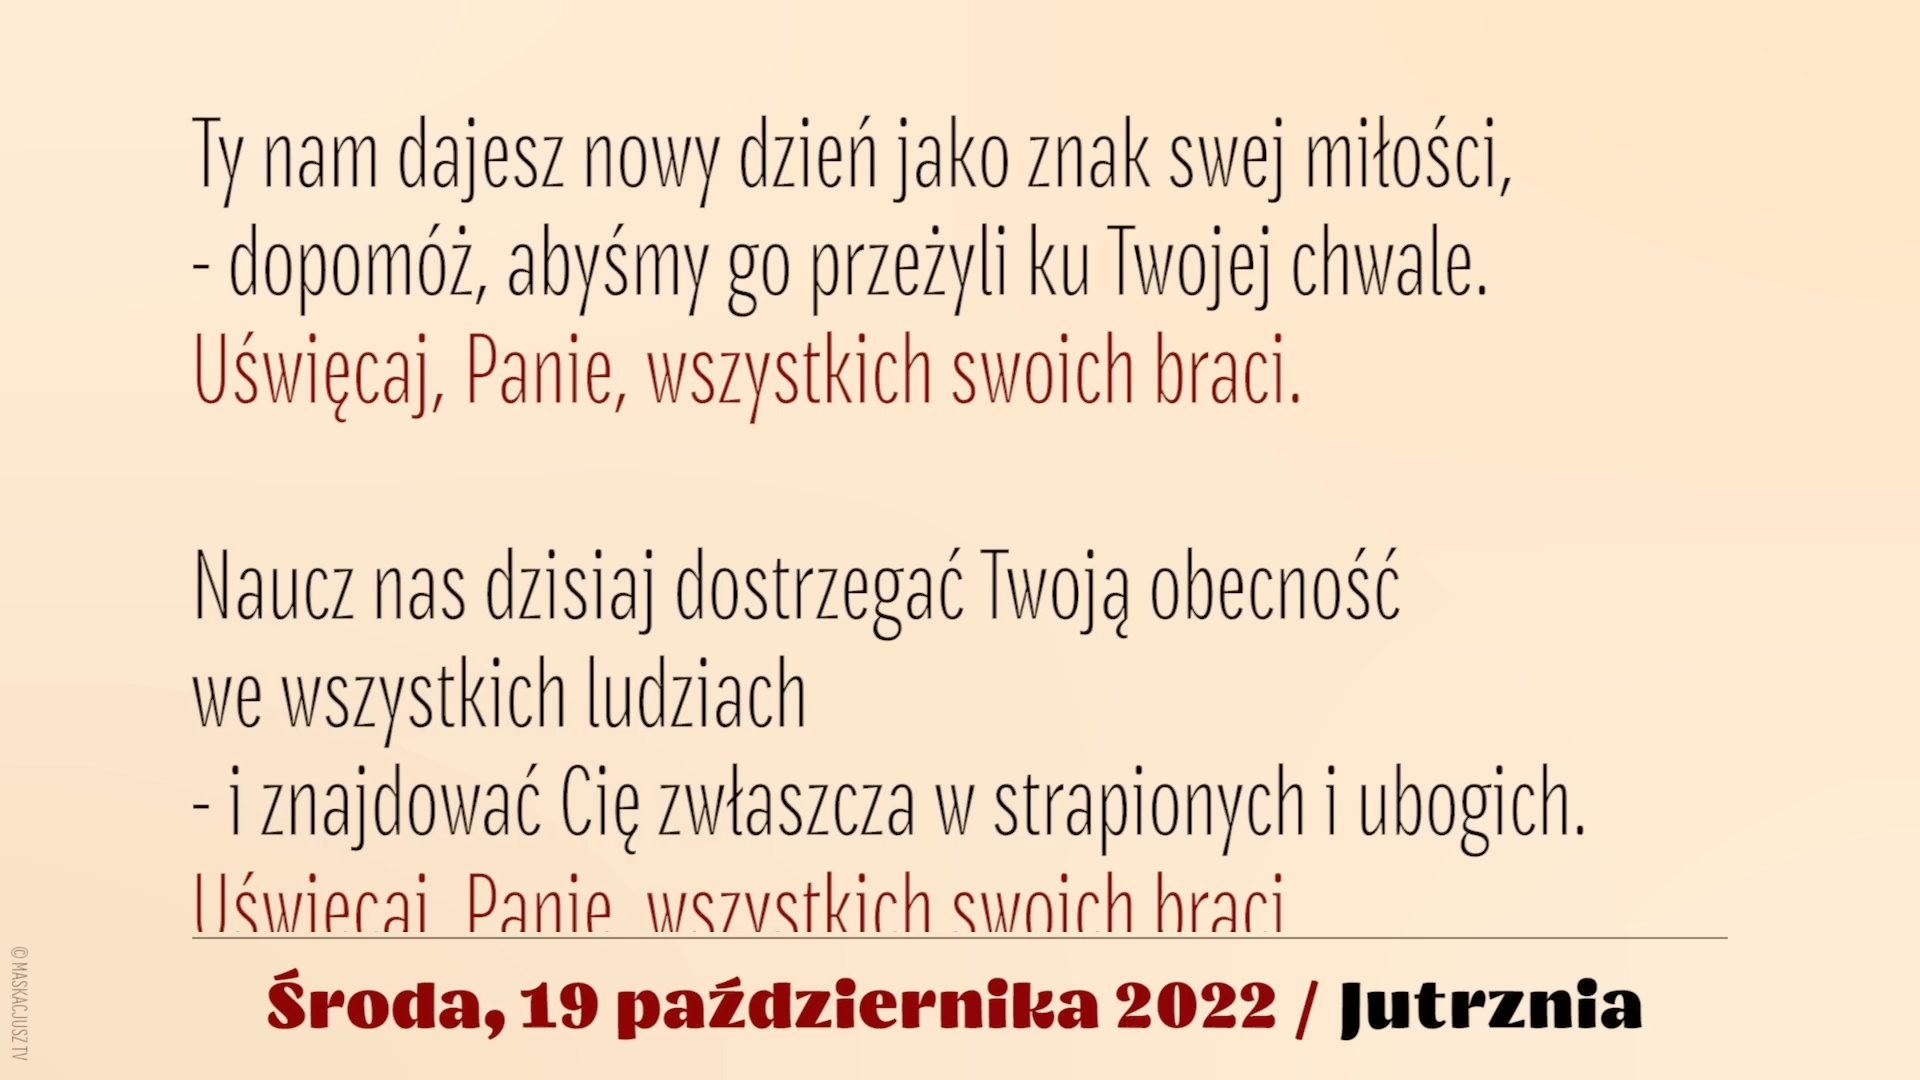 Ty nam dajesz nowy dzień jako znak swej miłości,
- dopomóż, abyśmy go przeżyli ku Twojej chwale.
Uświęcaj, Panie, wszystkich swoich braci.
Naucz nas dzisiaj dostrzegać Twoją obecność
we wszystkich ludziach
- i znajdować Cię zwłaszcza w strapionych i ubogich.
Uświęcaj, Panie, wszystkich swoich braci.
Środa, 19 października 2022 / Jutrznia
© MASKACJUSZ TV